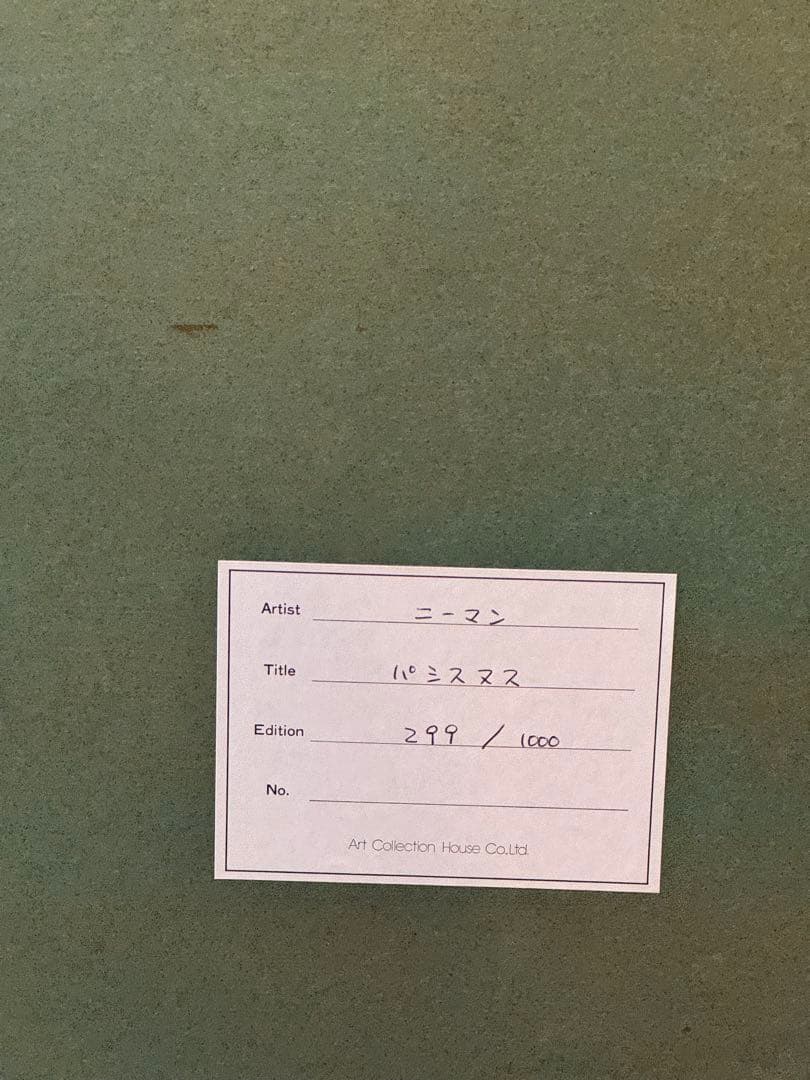 Artist ニーマン
Title パミスヌス
Edition 299 / 1000
No.
Art Collection House Co.,Ltd.